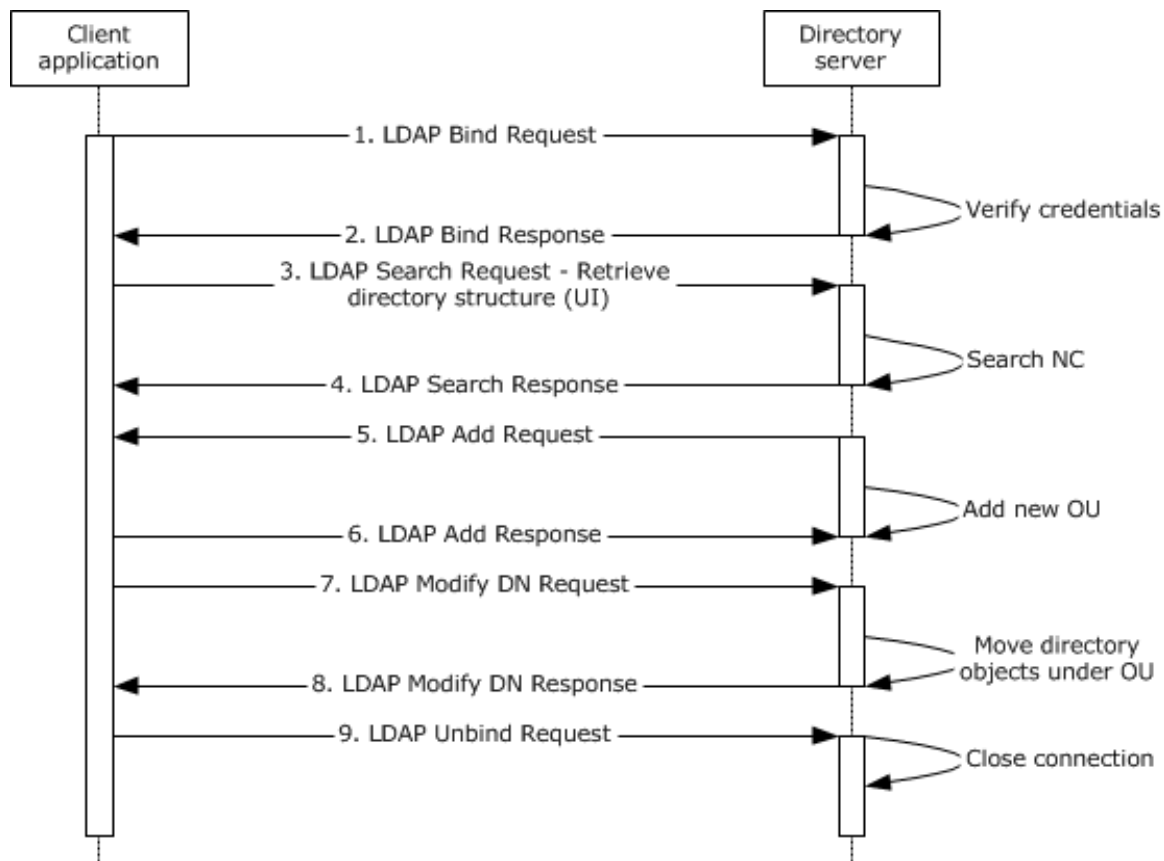 Client
application
Directory
server
1. LDAP Bind Request
Verify credentials
2. LDAP Bind Response
3. LDAP Search Request - Retrieve
directory structure (UI)
Search NC
4. LDAP Search Response
5. LDAP Add Request
Add new OU
6. LDAP Add Response
7. LDAP Modify DN Request
Move directory
objects under OU
8. LDAP Modify DN Response
9. LDAP Unbind Request
Close connection